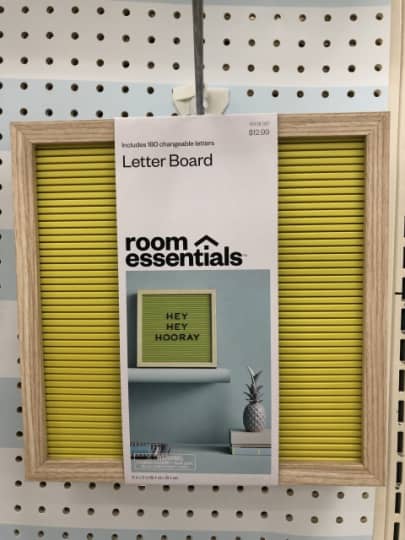 $12.99
Includes 160 changeable letters
Letter Board
room
essentials
HEY
HEY
HOORAY